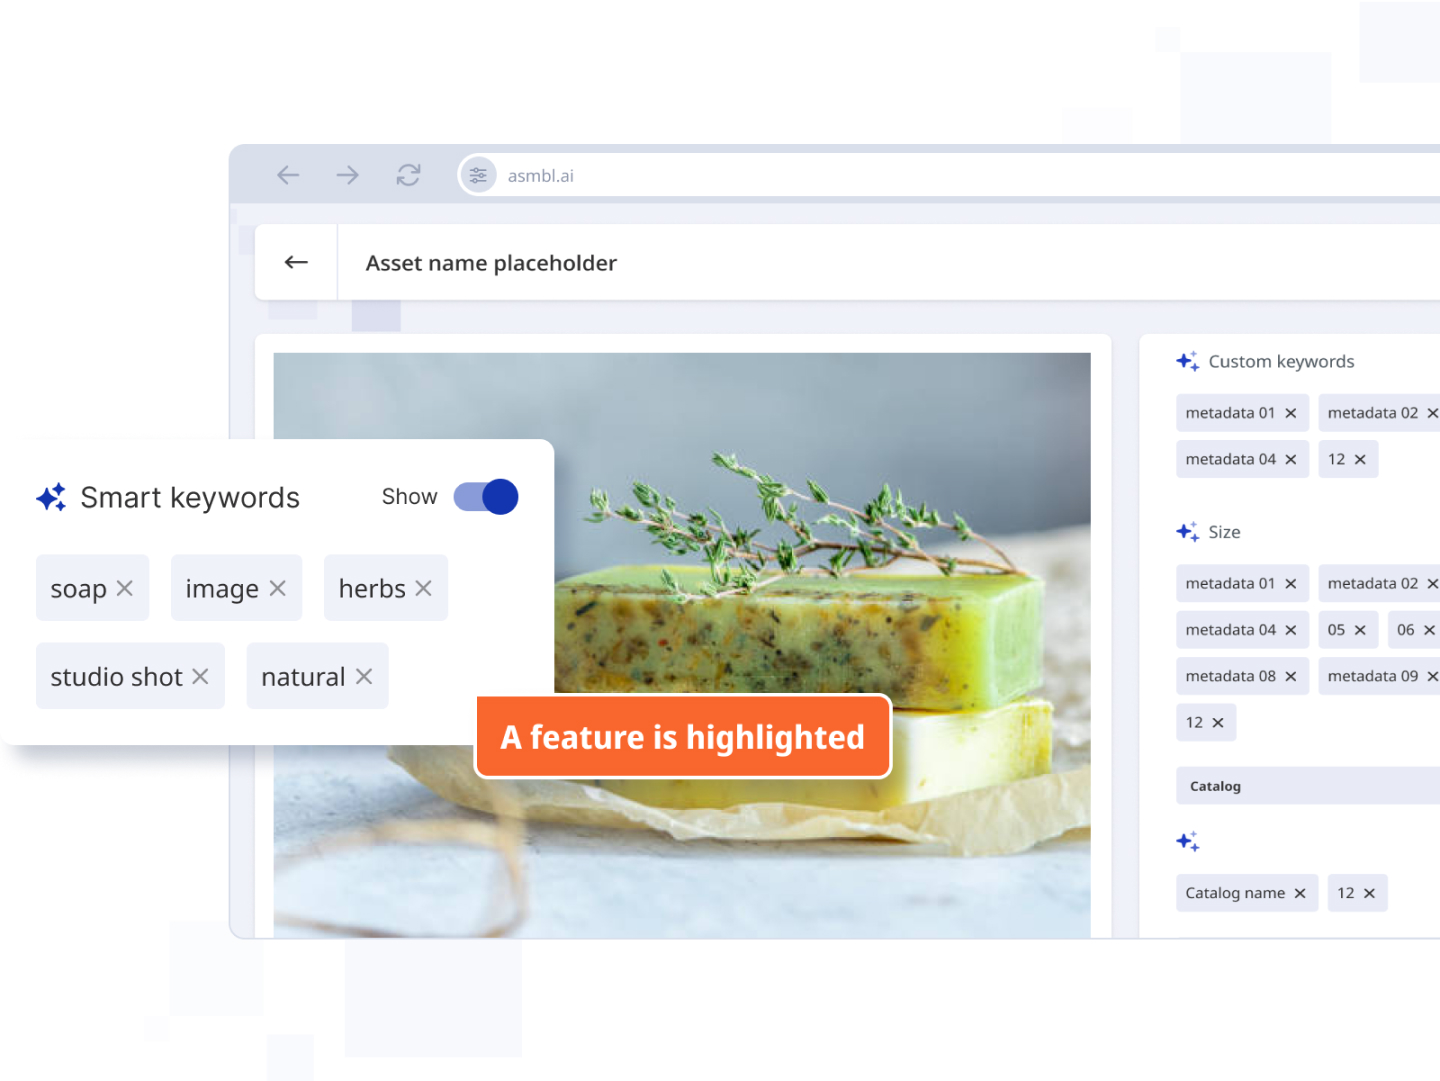 asmbl.ai
Asset name placeholder
Smart keywords
Show
soap image herbs
studio shot natural
A feature is highlighted
Custom keywords
metadata 01 metadata 02
metadata 04 12
Size
metadata 01 metadata 02
metadata 04 05 06
metadata 08 metadata 09
12
Catalog
Catalog name 12